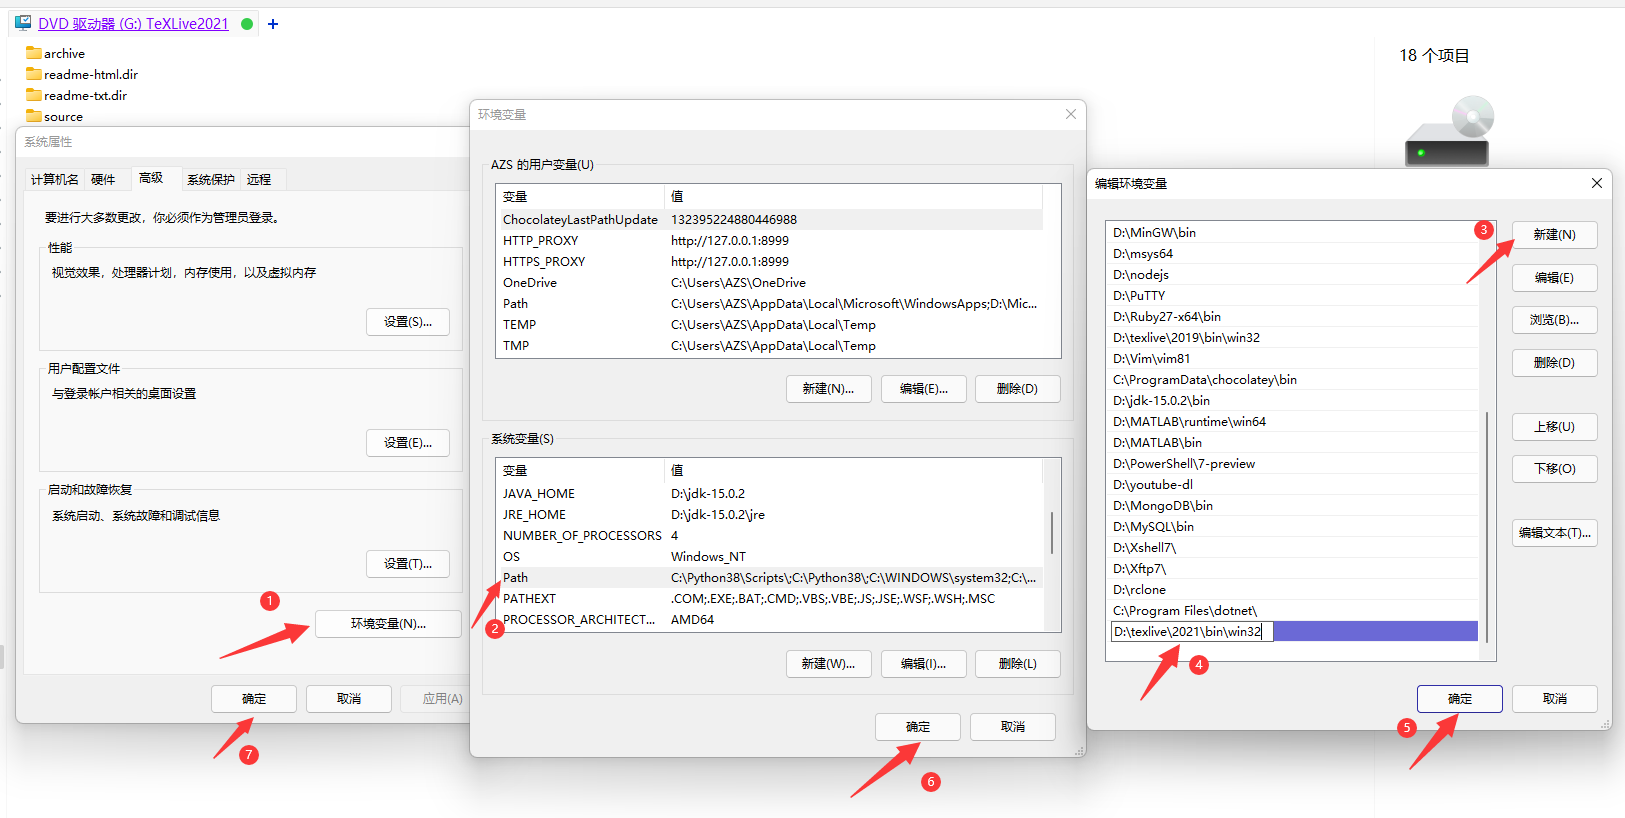 DVD 驱动器 (G:) TeXLive2021
archive
readme-html.dir
readme-txt.dir
source
18 个项目
系统属性
计算机名 硬件 高级 系统保护 远程
要进行大多数更改，你必须作为管理员登录。
性能
视觉效果，处理器计划，内存使用，以及虚拟内存
设置(S)...
用户配置文件
与登录帐户相关的桌面设置
设置(E)...
启动和故障恢复
系统启动、系统故障和调试信息
设置(T)...
1
环境变量(N)...
确定 取消 应用(A)
7
环境变量
AZS 的用户变量(U)
变量 值
ChocolateyLastPathUpdate 132395224880446988
HTTP_PROXY http://127.0.0.1:8999
HTTPS_PROXY http://127.0.0.1:8999
OneDrive C:\Users\AZS\OneDrive
Path C:\Users\AZS\AppData\Local\Microsoft\WindowsApps;D:\Mic...
TEMP C:\Users\AZS\AppData\Local\Temp
TMP C:\Users\AZS\AppData\Local\Temp
新建(N)... 编辑(E)... 删除(D)
系统变量(S)
变量 值
JAVA_HOME D:\jdk-15.0.2
JRE_HOME D:\jdk-15.0.2\jre
NUMBER_OF_PROCESSORS 4
OS Windows_NT
Path C:\Python38\Scripts\;C:\Python38\;C:\WINDOWS\system32;C:\...
PATHEXT .COM;.EXE;.BAT;.CMD;.VBS;.VBE;.JS;.JSE;.WSF;.WSH;.MSC
PROCESSOR_ARCHITECT... AMD64
2
新建(W)... 编辑(I)... 删除(L)
确定 取消
6
编辑环境变量
D:\MinGW\bin
D:\msys64
D:\nodejs
D:\PuTTY
D:\Ruby27-x64\bin
D:\texlive\2019\bin\win32
D:\Vim\vim81
C:\ProgramData\chocolatey\bin
D:\jdk-15.0.2\bin
D:\MATLAB\runtime\win64
D:\MATLAB\bin
D:\PowerShell\7-preview
D:\youtube-dl
D:\MongoDB\bin
D:\MySQL\bin
D:\Xshell7\
D:\Xftp7\
D:\rclone
C:\Program Files\dotnet\
D:\texlive\2021\bin\win32
4
3
新建(N)
编辑(E)
浏览(B)...
删除(D)
上移(U)
下移(O)
编辑文本(T)...
确定 取消
5